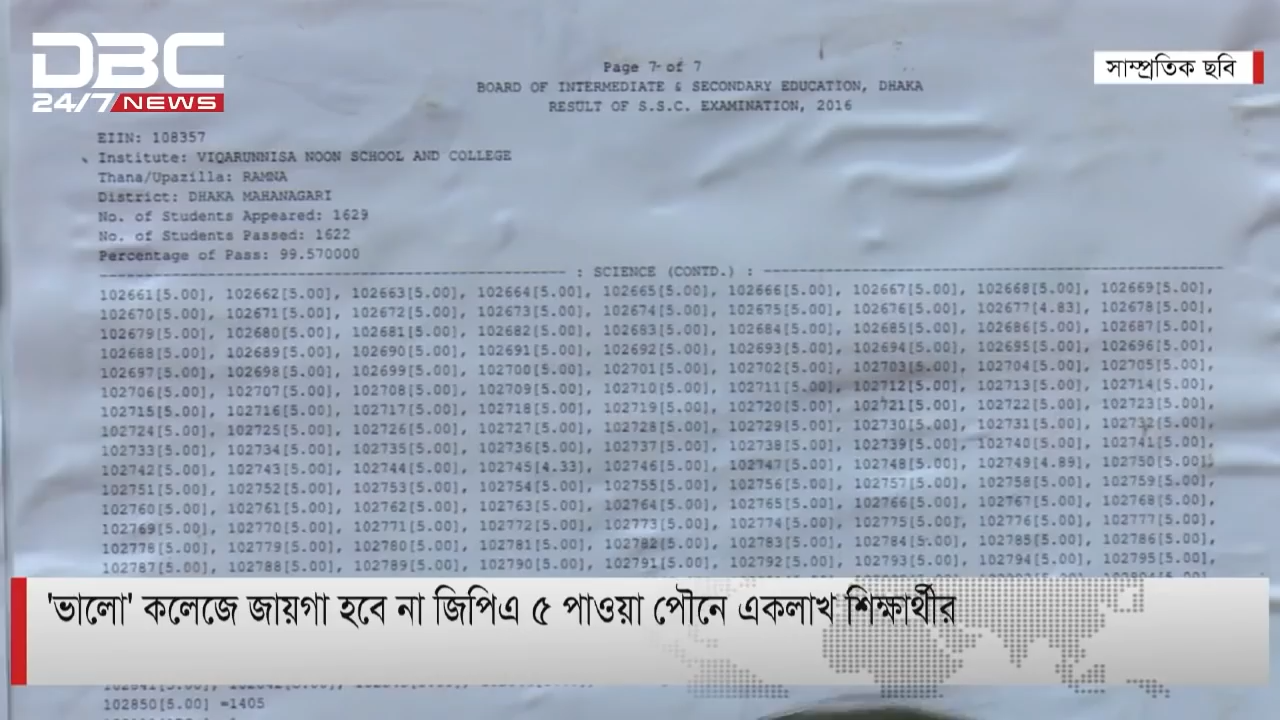 DBC
24/7 NEWS
সাম্প্রতিক ছবি
Page 7 of 7
BOARD OF INTERMEDIATE & SECONDARY EDUCATION, DHAKA
RESULT OF S.S.C. EXAMINATION, 2016
EIIN: 108357
Institute: VIQARUNNISA NOON SCHOOL AND COLLEGE
Thana/Upazilla: RAMNA
District: DHAKA MAHANAGARI
No. of Students Appeared: 1629
No. of Students Passed: 1622
Percentage of Pass: 99.570000
: SCIENCE (CONTD.) :
102661[5.00], 102662[5.00], 102663[5.00], 102664[5.00], 102665[5.00], 102666[5.00], 102667[5.00], 102668[5.00], 102669[5.00],
102670[5.00], 102671[5.00], 102672[5.00], 102673[5.00], 102674[5.00], 102675[5.00], 102676[5.00], 102677[4.83], 102678[5.00],
102679[5.00], 102680[5.00], 102681[5.00], 102682[5.00], 102683[5.00], 102684[5.00], 102685[5.00], 102686[5.00], 102687[5.00],
102688[5.00], 102689[5.00], 102690[5.00], 102691[5.00], 102692[5.00], 102693[5.00], 102694[5.00], 102695[5.00], 102696[5.00],
102697[5.00], 102698[5.00], 102699[5.00], 102700[5.00], 102701[5.00], 102702[5.00], 102703[5.00], 102704[5.00], 102705[5.00],
102706[5.00], 102707[5.00], 102708[5.00], 102709[5.00], 102710[5.00], 102711[5.00], 102712[5.00], 102713[5.00], 102714[5.00],
102715[5.00], 102716[5.00], 102717[5.00], 102718[5.00], 102719[5.00], 102720[5.00], 102721[5.00], 102722[5.00], 102723[5.00],
102724[5.00], 102725[5.00], 102726[5.00], 102727[5.00], 102728[5.00], 102729[5.00], 102730[5.00], 102731[5.00], 102732[5.00],
102733[5.00], 102734[5.00], 102735[5.00], 102736[5.00], 102737[5.00], 102738[5.00], 102739[5.00], 102740[5.00], 102741[5.00],
102742[5.00], 102743[5.00], 102744[5.00], 102745[4.33], 102746[5.00], 102747[5.00], 102748[5.00], 102749[4.89], 102750[5.00],
102751[5.00], 102752[5.00], 102753[5.00], 102754[5.00], 102755[5.00], 102756[5.00], 102757[5.00], 102758[5.00], 102759[5.00],
102760[5.00], 102761[5.00], 102762[5.00], 102763[5.00], 102764[5.00], 102765[5.00], 102766[5.00], 102767[5.00], 102768[5.00],
102769[5.00], 102770[5.00], 102771[5.00], 102772[5.00], 102773[5.00], 102774[5.00], 102775[5.00], 102776[5.00], 102777[5.00],
102778[5.00], 102779[5.00], 102780[5.00], 102781[5.00], 102782[5.00], 102783[5.00], 102784[5.00], 102785[5.00], 102786[5.00],
102787[5.00], 102788[5.00], 102789[5.00], 102790[5.00], 102791[5.00], 102792[5.00], 102793[5.00], 102794[5.00], 102795[5.00],
'ভালো' কলেজে জায়গা হবে না জিপিএ ৫ পাওয়া পৌনে একলাখ শিক্ষার্থীর
102850[5.00] =1405